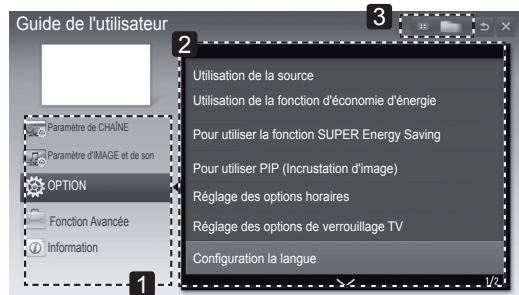 Guide de l'utilisateur
3
2
Paramètre de CHAÎNE
Paramètre d'IMAGE et de son
OPTION
Fonction Avancée
Information
1
Utilisation de la source
Utilisation de la fonction d'économie d'énergie
Pour utiliser la fonction SUPER Energy Saving
Pour utiliser PIP (Incrustation d'image)
Réglage des options horaires
Réglage des options de verrouillage TV
Configuration la langue
1/2